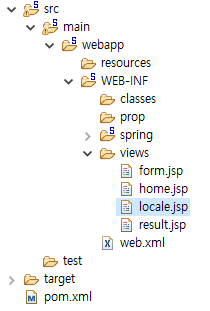 src
main
webapp
resources
WEB-INF
classes
prop
spring
views
form.jsp
home.jsp
locale.jsp
result.jsp
web.xml
test
target
pom.xml